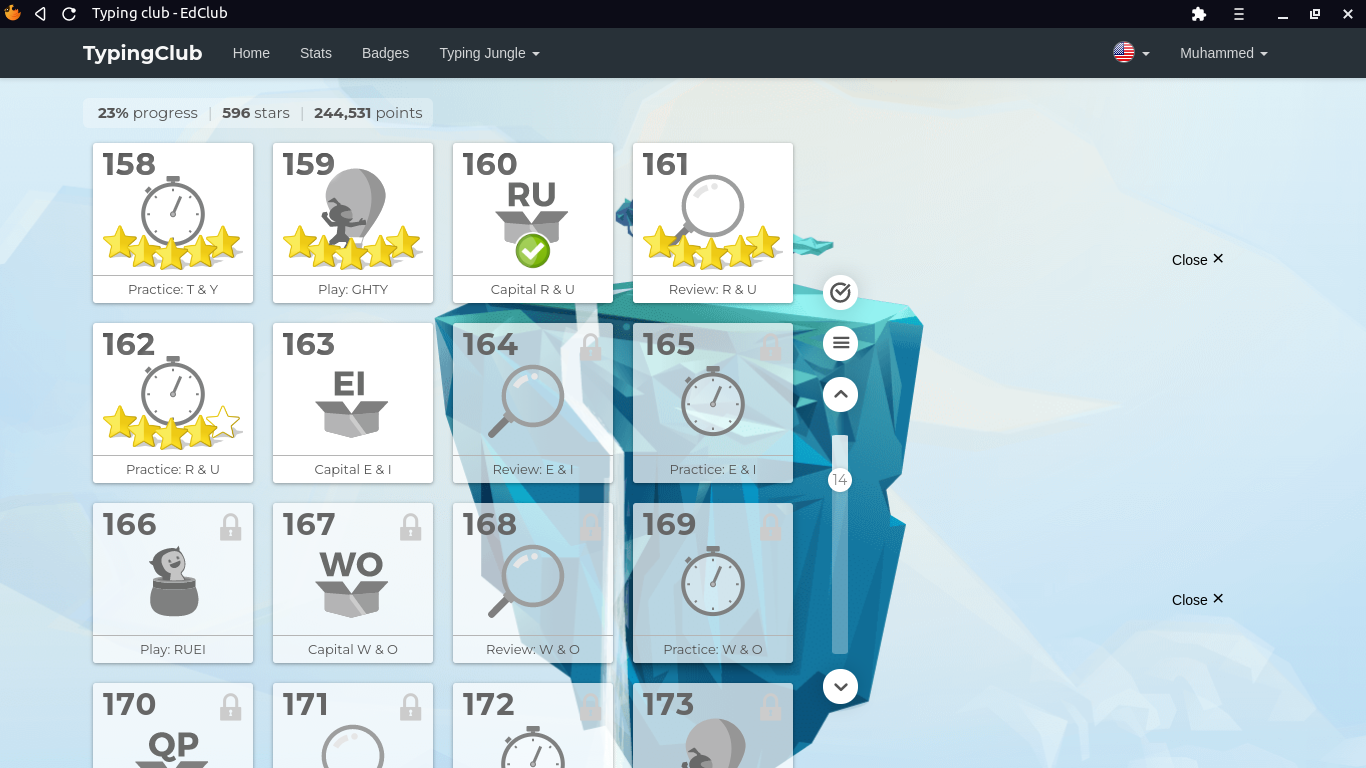 Typing club - EdClub
TypingClub Home Stats Badges Typing Jungle Muhammed
23% progress | 596 stars | 244,531 points
158
Practice: T & Y
159
Play: GHTY
160
RU
Capital R & U
161
Review: R & U
Close ✕
162
Practice: R & U
163
EI
Capital E & I
164
Review: E & I
165
Practice: E & I
14
166
Play: RUEI
167
WO
Capital W & O
168
Review: W & O
169
Practice: W & O
Close ✕
170
QP
171
172
173